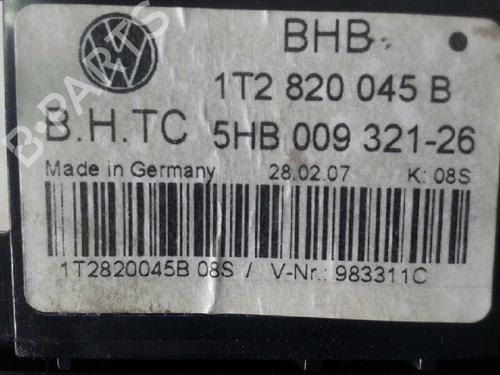 BHB
1T2 820 045 B
B.H.TC 5HB 009 321-26
Made in Germany 28.02.07 K: 08S
1T2820045B 08S / V-Nr.: 983311C
B-PARTS